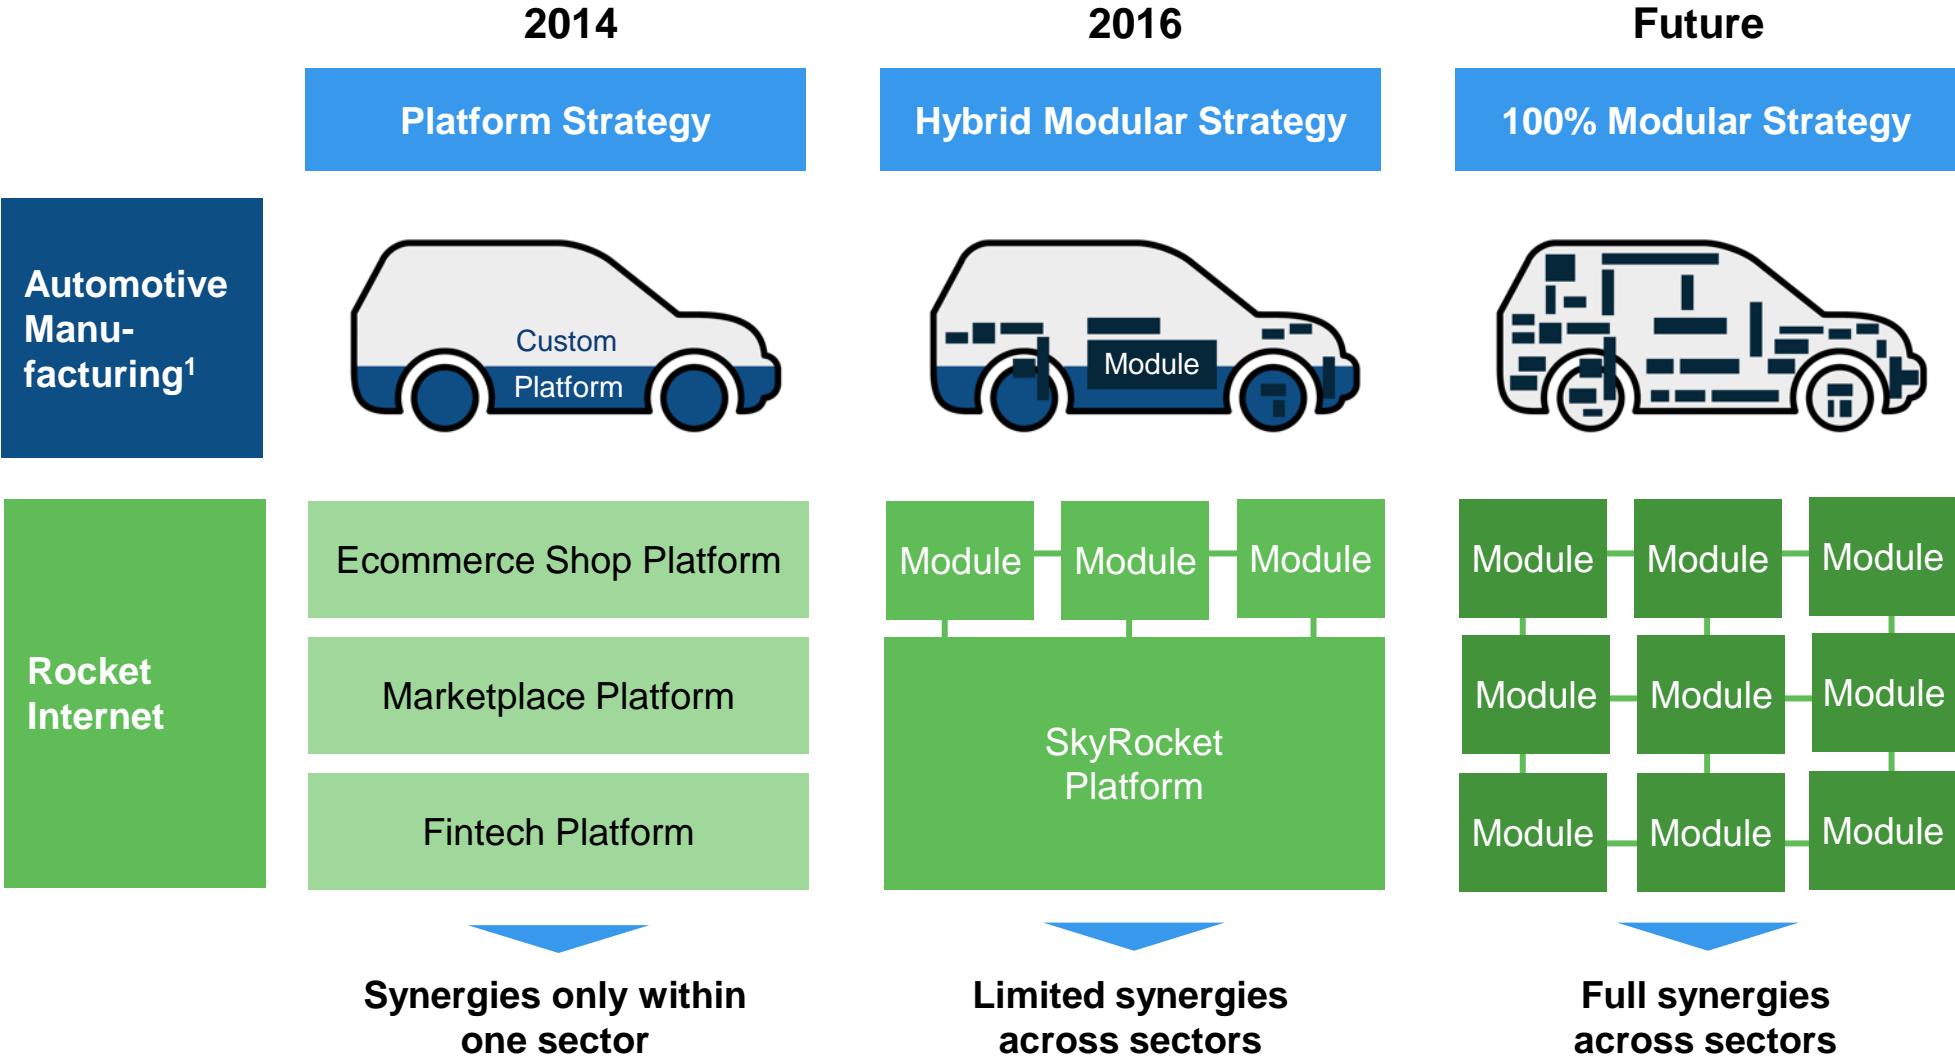 2014
2016
Future
Platform Strategy
Hybrid Modular Strategy
100% Modular Strategy
Automotive
Manu-
facturing1
Custom
Platform
Module
Rocket
Internet
Ecommerce Shop Platform
Marketplace Platform
Fintech Platform
Module
Module
Module
SkyRocket
Platform
Module
Module
Module
Module
Module
Module
Module
Module
Module
Synergies only within
one sector
Limited synergies
across sectors
Full synergies
across sectors